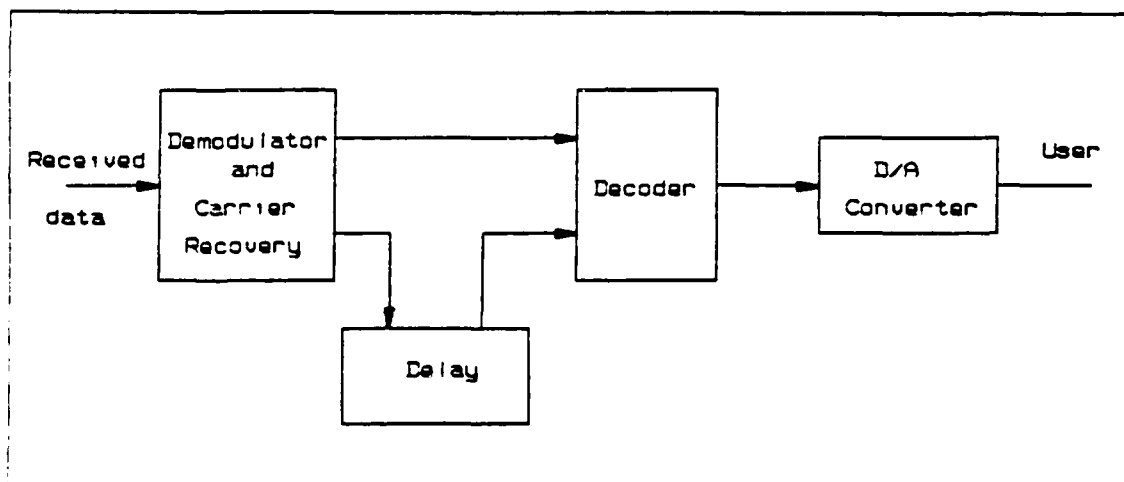 Received
data
Demodulator
and
Carrier
Recovery
Delay
Decoder
D/A
Converter
User